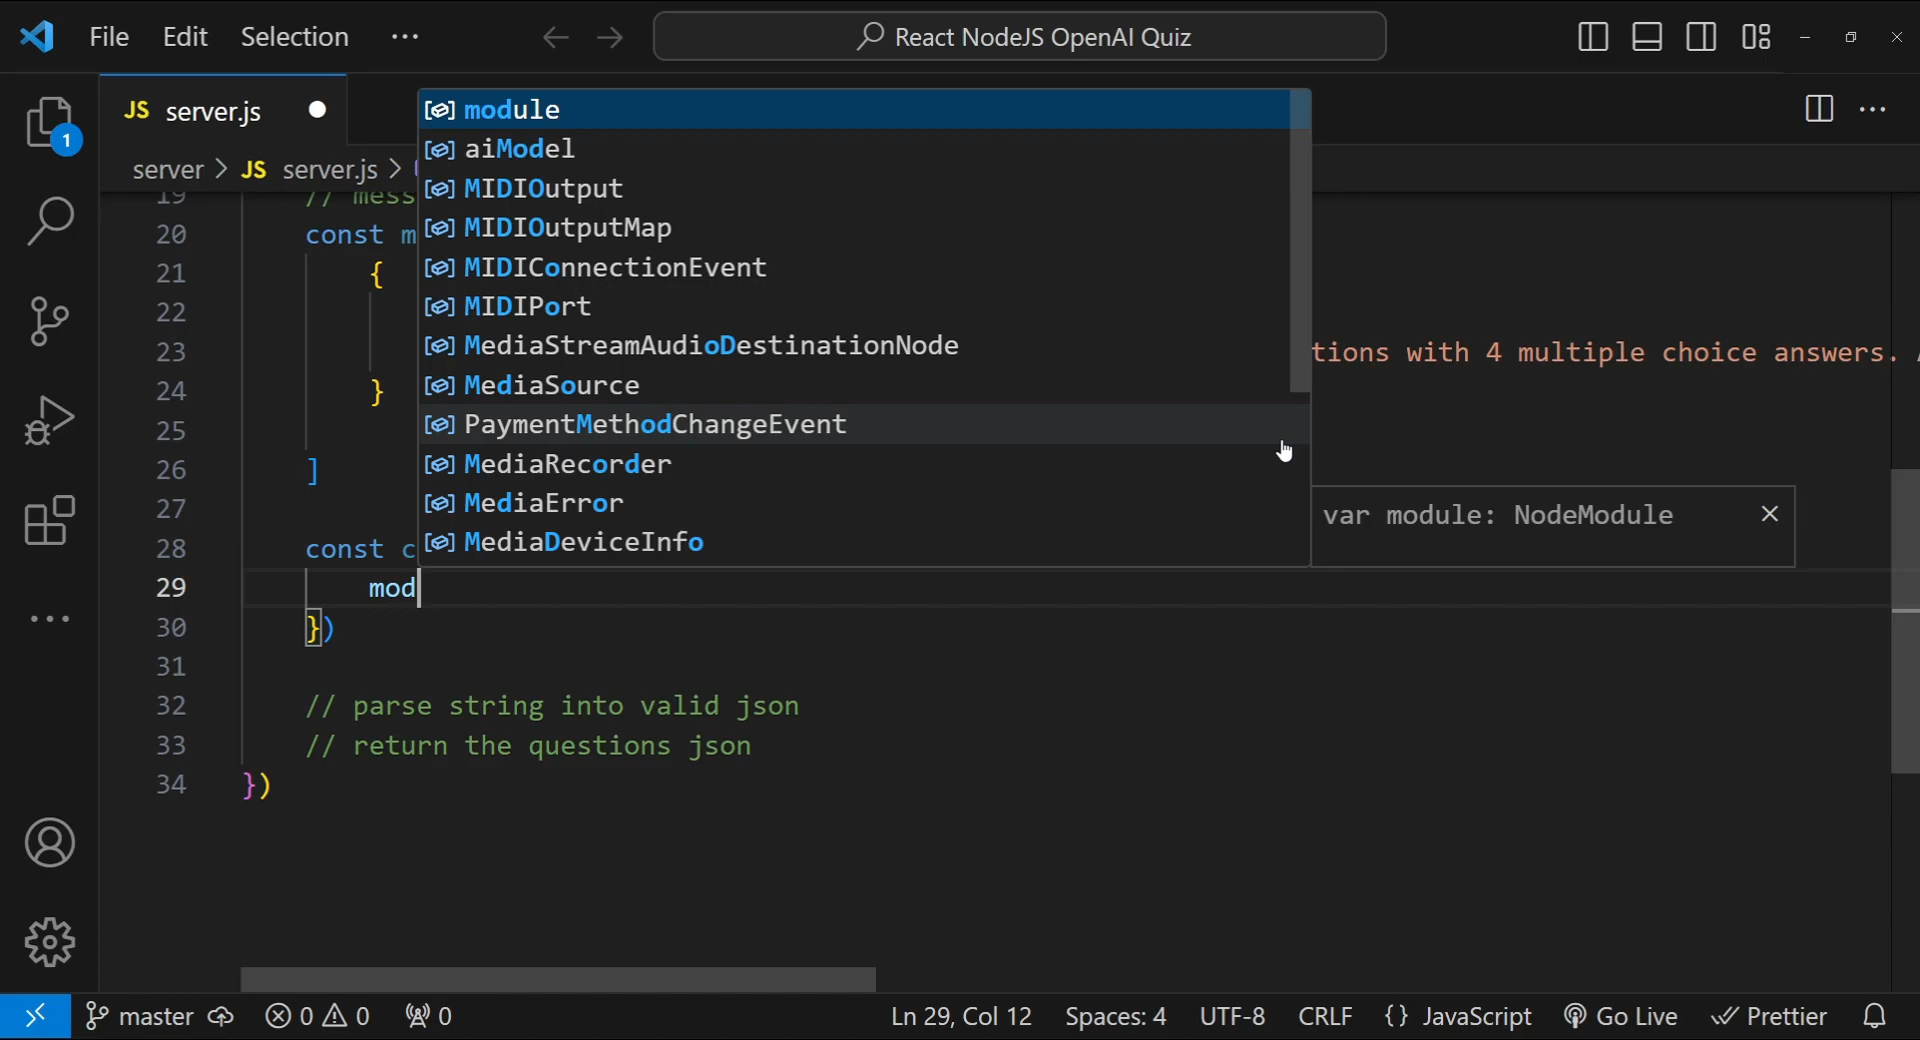 File Edit Selection ··· React NodeJS OpenAI Quiz
JS server.js
server > JS server.js >
1
module
aiModel
MIDIOutput
MIDIOutputMap
MIDIConnectionEvent
MIDIPort
MediaStreamAudioDestinationNode
MediaSource
PaymentMethodChangeEvent
MediaRecorder
MediaError
MediaDeviceInfo
var module: NodeModule
19 // mess
20 const m
21 {
22
23 tions with 4 multiple choice answers.
24 }
25
26 ]
27
28 const c
29 mod
30 })
31
32 // parse string into valid json
33 // return the questions json
34 })
master 0 0 0 Ln 29, Col 12 Spaces: 4 UTF-8 CRLF {} JavaScript Go Live Prettier